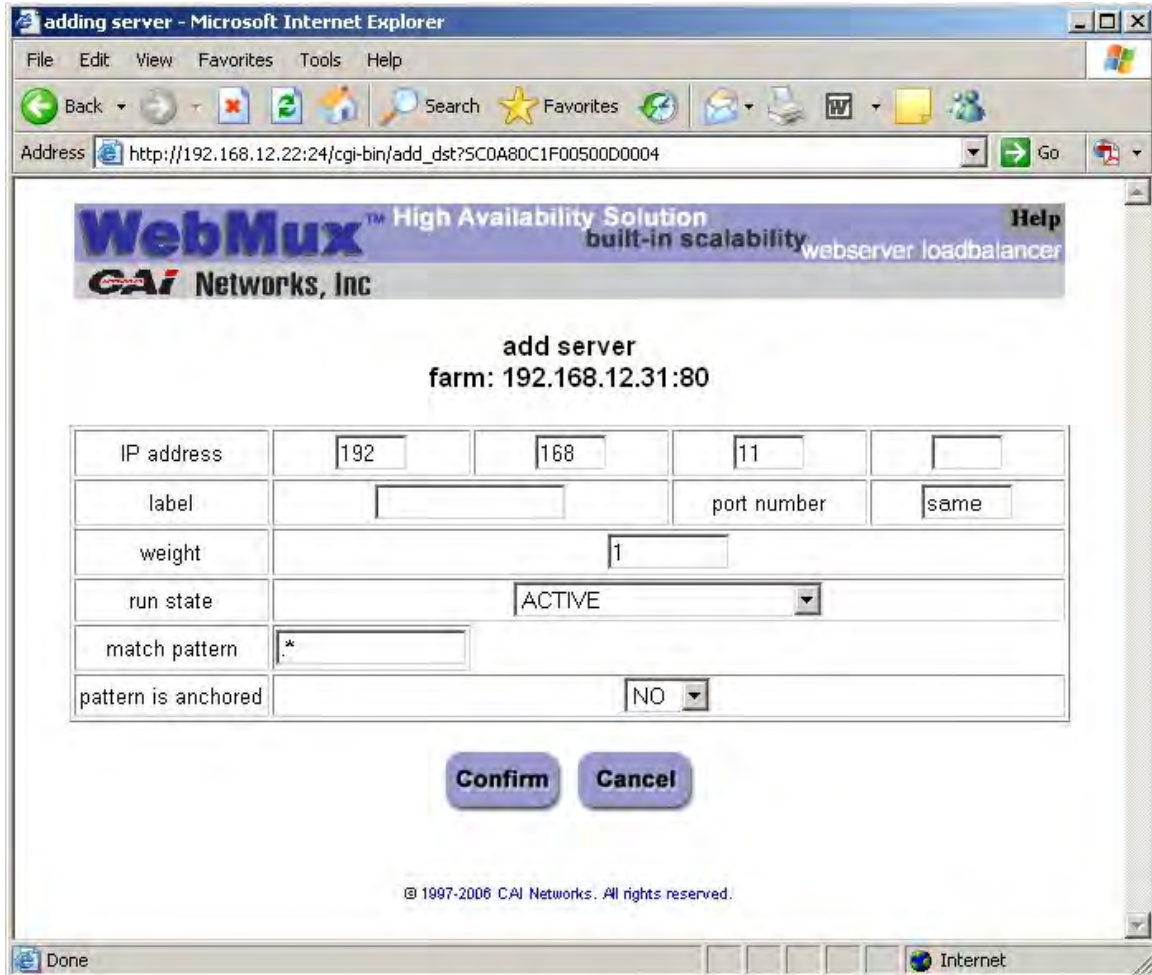 adding server - Microsoft Internet Explorer
File Edit View Favorites Tools Help
Back Search Favorites
Address http://192.168.12.22:24/cgi-bin/add_dst?SC0A80C1F00500D0004 Go
WebMux™ High Availability Solution Help
built-in scalability
webserver loadbalancer
CAI Networks, Inc
add server
farm: 192.168.12.31:80
IP address 192 168 11
label port number same
weight 1
run state ACTIVE
match pattern .*
pattern is anchored NO
Confirm Cancel
© 1997-2006 CAI Networks. All rights reserved.
Done Internet